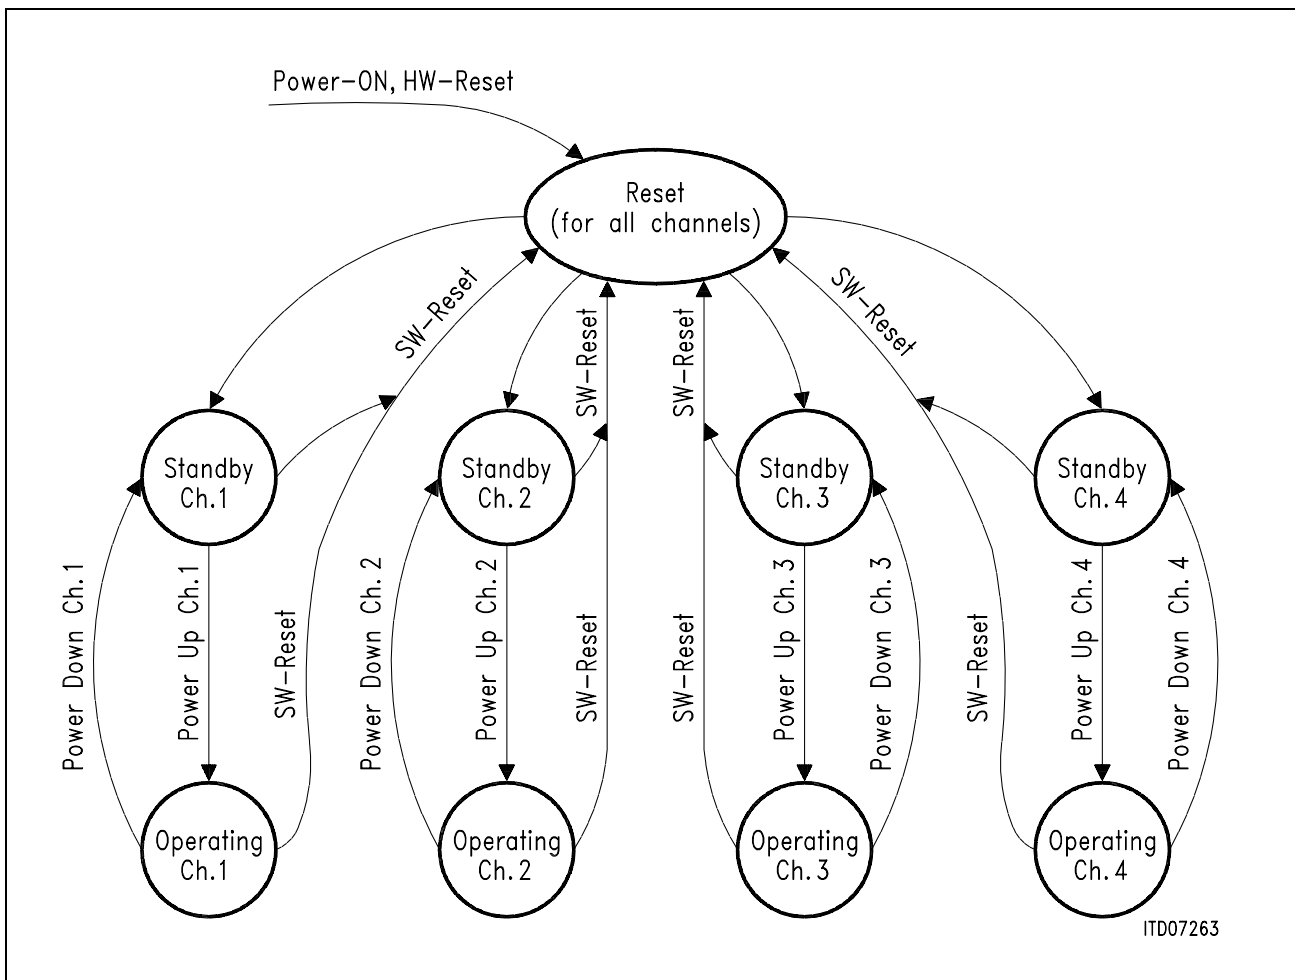 Power-ON, HW-Reset
Reset
(for all channels)
SW-Reset
SW-Reset
SW-Reset
SW-Reset
Standby
Ch.1
Standby
Ch.2
Standby
Ch.3
Standby
Ch.4
Power Down Ch.1
Power Up Ch.1
SW-Reset
Power Down Ch.2
Power Up Ch.2
SW-Reset
SW-Reset
Power Up Ch.3
Power Down Ch.3
SW-Reset
Power Up Ch.4
Power Down Ch.4
Operating
Ch.1
Operating
Ch.2
Operating
Ch.3
Operating
Ch.4
ITD07263